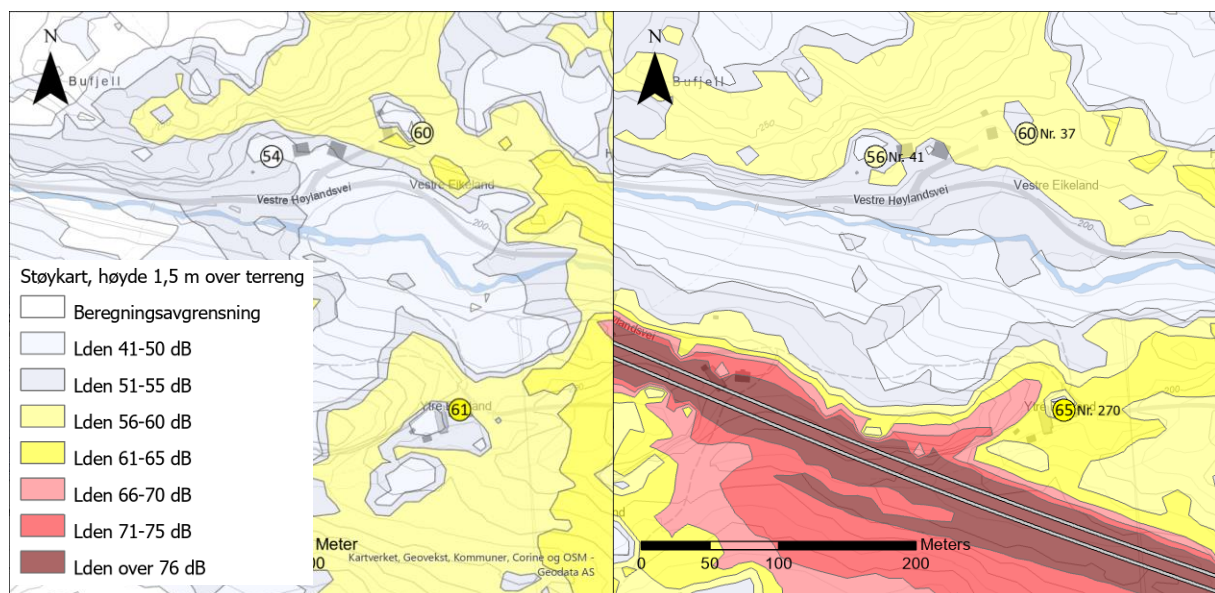 N
Bufjell
54
60
Vestre Høylandsvei
Vestre Eikeland
200
61
Støykart, høyde 1,5 m over terreng
Beregningsavgrensning
Lden 41-50 dB
Lden 51-55 dB
Lden 56-60 dB
Lden 61-65 dB
Lden 66-70 dB
Lden 71-75 dB
Lden over 76 dB
Meter
Kartverket, Geovekst, Kommuner, Corine og OSM -
Geodata AS
N
Bufjell
250
60 Nr. 37
56 Nr. 41
Vestre Høylandsvei
Vestre Eikeland
200
65 Nr. 270
200
Meters
0 50 100 200